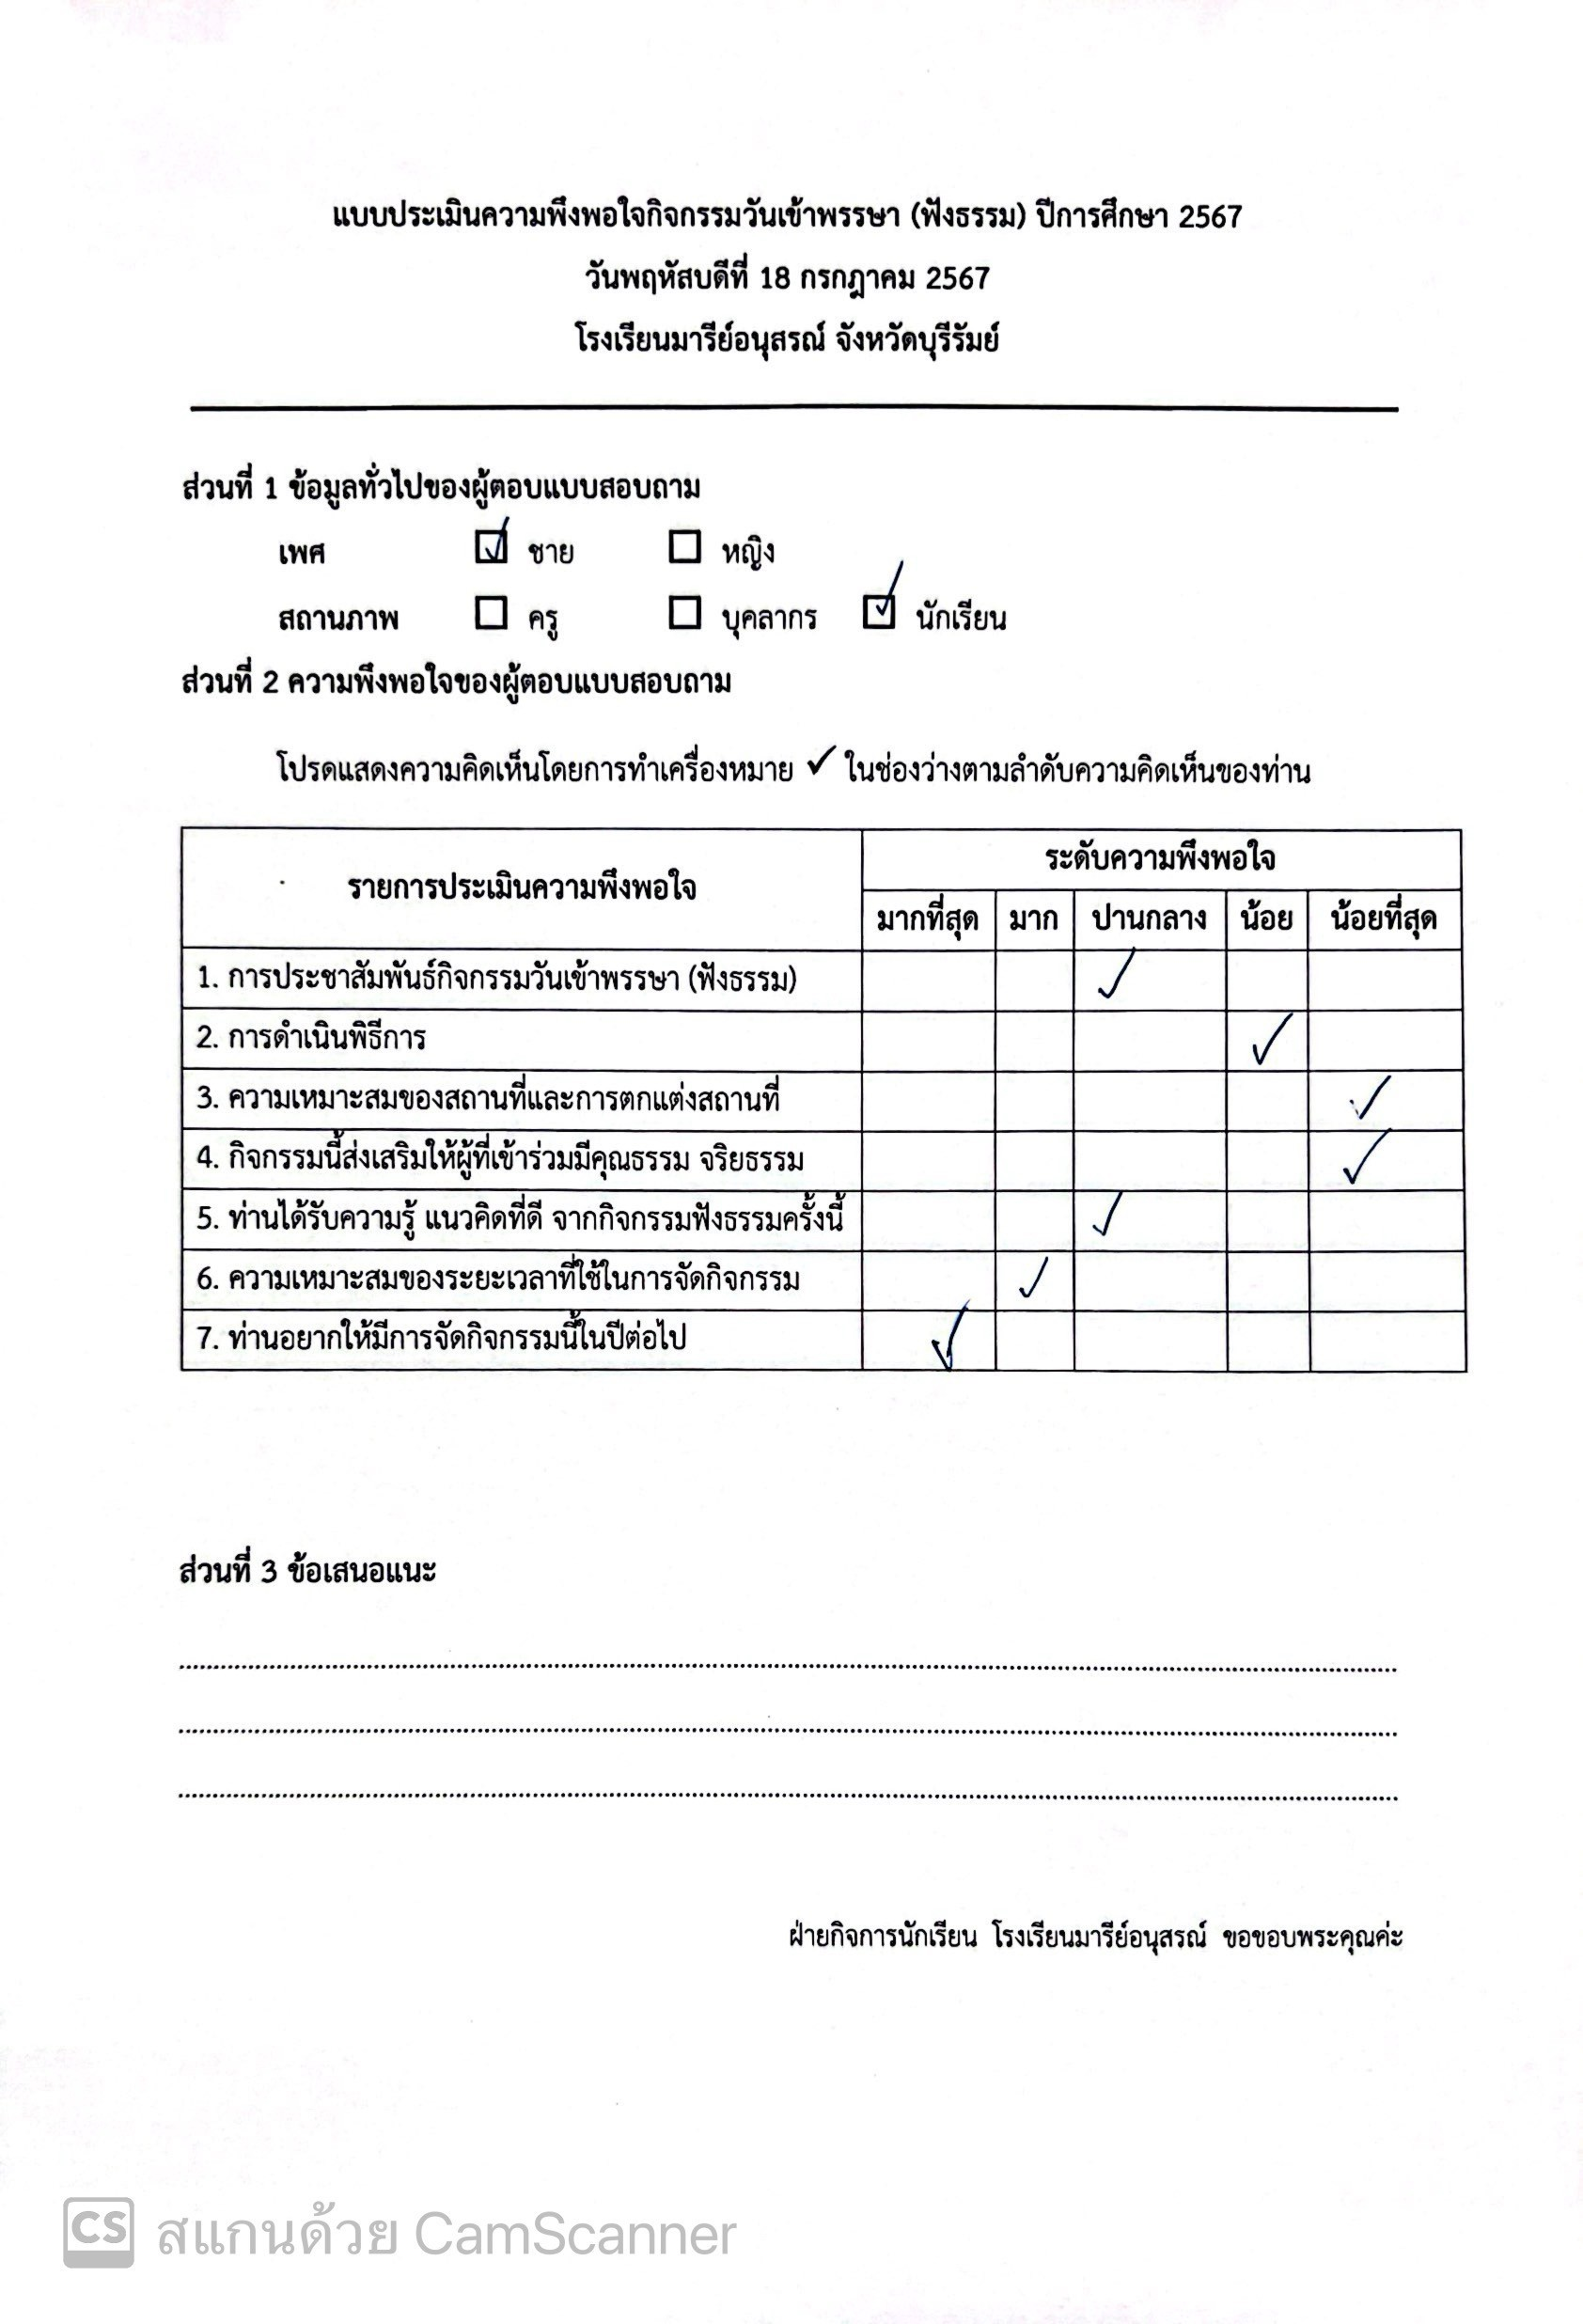 แบบประเมินความพึงพอใจกิจกรรมวันเข้าพรรษา (ฟังธรรม) ปีการศึกษา 2567
วันพฤหัสบดีที่ 18 กรกฎาคม 2567
โรงเรียนมารีย์อนุสรณ์ จังหวัดบุรีรัมย์
ส่วนที่ 1 ข้อมูลทั่วไปของผู้ตอบแบบสอบถาม
เพศ ☑ ชาย ☐ หญิง
สถานภาพ ☐ ครู ☐ บุคลากร ☑ นักเรียน
ส่วนที่ 2 ความพึงพอใจของผู้ตอบแบบสอบถาม
โปรดแสดงความคิดเห็นโดยการทำเครื่องหมาย ✓ ในช่องว่างตามลำดับความคิดเห็นของท่าน
รายการประเมินความพึงพอใจ ระดับความพึงพอใจ
มากที่สุด มาก ปานกลาง น้อย น้อยที่สุด
1. การประชาสัมพันธ์กิจกรรมวันเข้าพรรษา (ฟังธรรม) ✓
2. การดำเนินพิธีการ ✓
3. ความเหมาะสมของสถานที่และการตกแต่งสถานที่ ✓
4. กิจกรรมนี้ส่งเสริมให้ผู้ที่เข้าร่วมมีคุณธรรม จริยธรรม ✓
5. ท่านได้รับความรู้ แนวคิดที่ดี จากกิจกรรมฟังธรรมครั้งนี้ ✓
6. ความเหมาะสมของระยะเวลาที่ใช้ในการจัดกิจกรรม ✓
7. ท่านอยากให้มีการจัดกิจกรรมนี้ในปีต่อไป ✓
ส่วนที่ 3 ข้อเสนอแนะ
ฝ่ายกิจการนักเรียน โรงเรียนมารีย์อนุสรณ์ ขอขอบพระคุณค่ะ
CS สแกนด้วย CamScanner